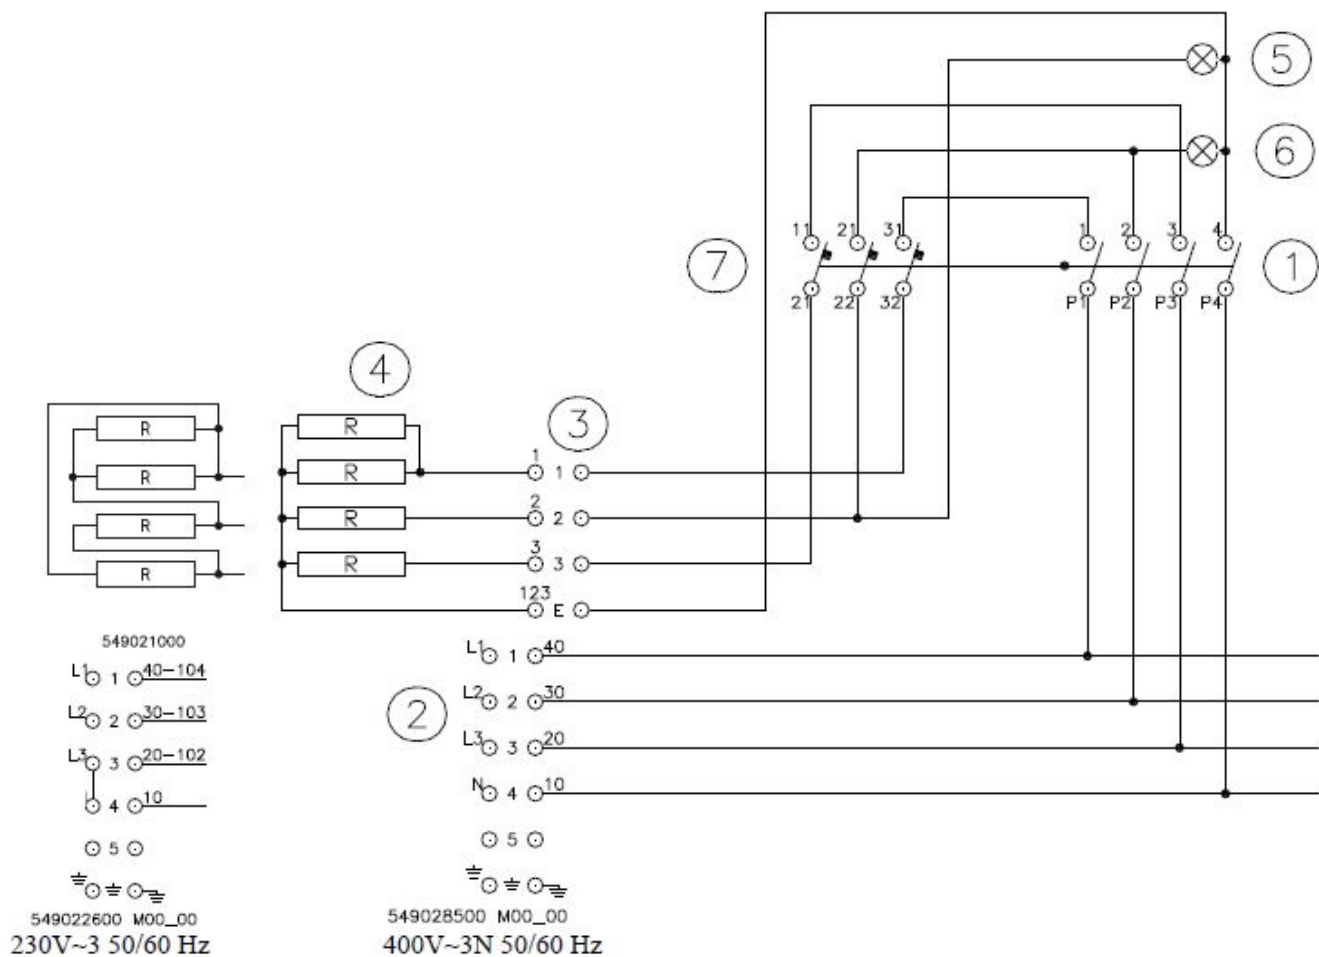 5
6
11 21 31 1 2 3 4
7 1
21 22 32 P1 P2 P3 P4
4
3
R R
R R 1 1
R R 2 2
R R 3 3
123 E
549021000
L1 1 40
L1 1 40-104
2
L2 2 30
L2 2 30-103
L3 3 20
L3 3 20-102
N 4 10
4 10
5
5
549022600 M00_00
549028500 M00_00
230V~3 50/60 Hz
400V~3N 50/60 Hz